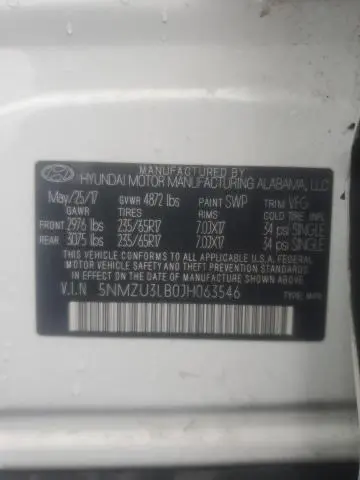 MANUFACTURED BY
HYUNDAI MOTOR MANUFACTURING ALABAMA, LLC
May/25/17 GVWR 4872 lbs PAINT SWP TRIM VFG
GAWR TIRES RIMS
FRONT 2976 lbs 235/65R17 7.0JX17 34 psi SINGLE
REAR 3075 lbs 235/65R17 7.0JX17 34 psi SINGLE
THIS VEHICLE CONFORMS TO ALL APPLICABLE U.S.A. FEDERAL
MOTOR VEHICLE SAFETY, BUMPER, AND THEFT PREVENTION
STANDARDS IN EFFECT ON THE DATE OF MANUFACTURE SHOWN ABOVE.
V.I.N 5NMZU3LB0JH063546 TYPE: MPV